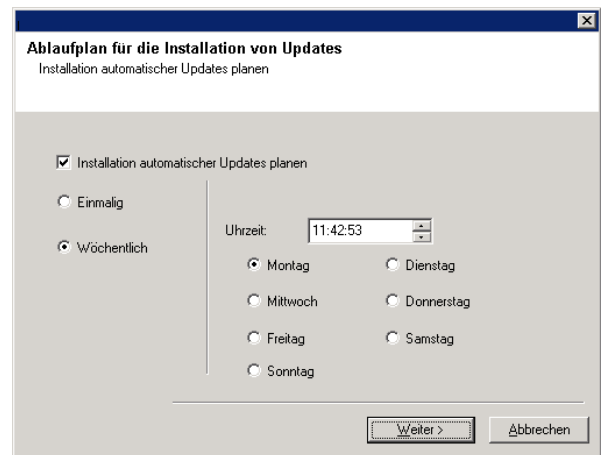 Ablaufplan für die Installation von Updates
Installation automatischer Updates planen
Installation automatischer Updates planen
Einmalig
Wöchentlich
Uhrzeit: 11:42:53
Montag Dienstag
Mittwoch Donnerstag
Freitag Samstag
Sonntag
Weiter > Abbrechen